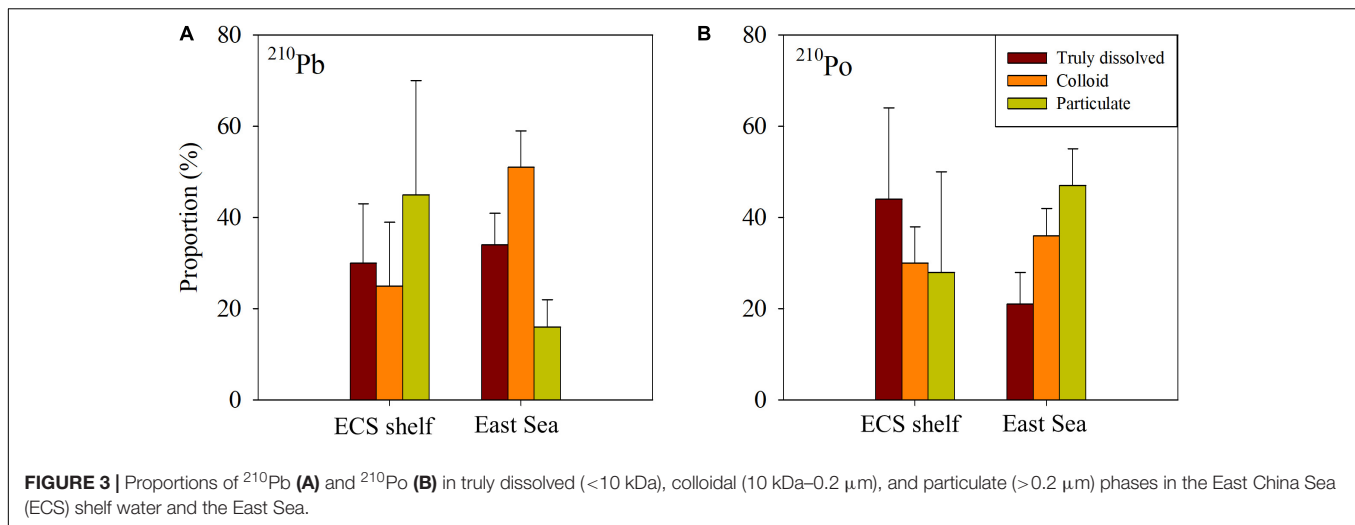 A
B
80
60
40
20
0
Proportion (%)
²¹⁰Pb
ECS shelf
East Sea
80
60
40
20
0
²¹⁰Po
Truly dissolved
Colloid
Particulate
ECS shelf
East Sea
FIGURE 3 | Proportions of ²¹⁰Pb (A) and ²¹⁰Po (B) in truly dissolved (<10 kDa), colloidal (10 kDa–0.2 μm), and particulate (>0.2 μm) phases in the East China Sea
(ECS) shelf water and the East Sea.